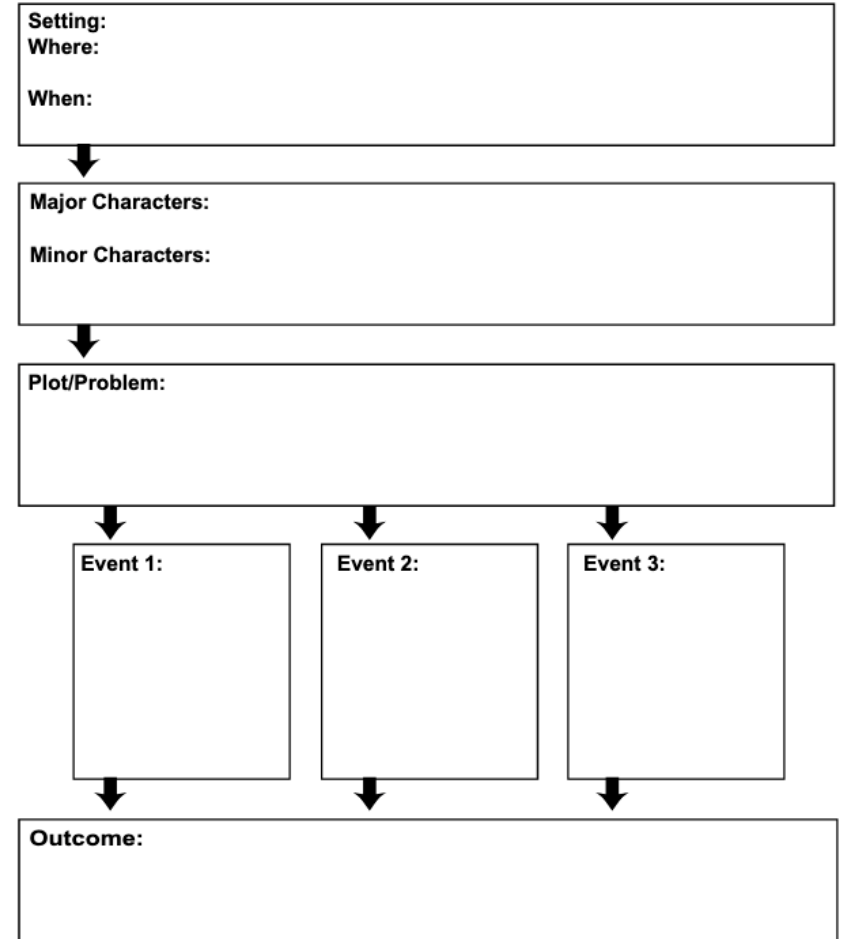 Setting:
Where:
When:
Major Characters:
Minor Characters:
Plot/Problem:
Event 1:
Event 2:
Event 3:
Outcome: